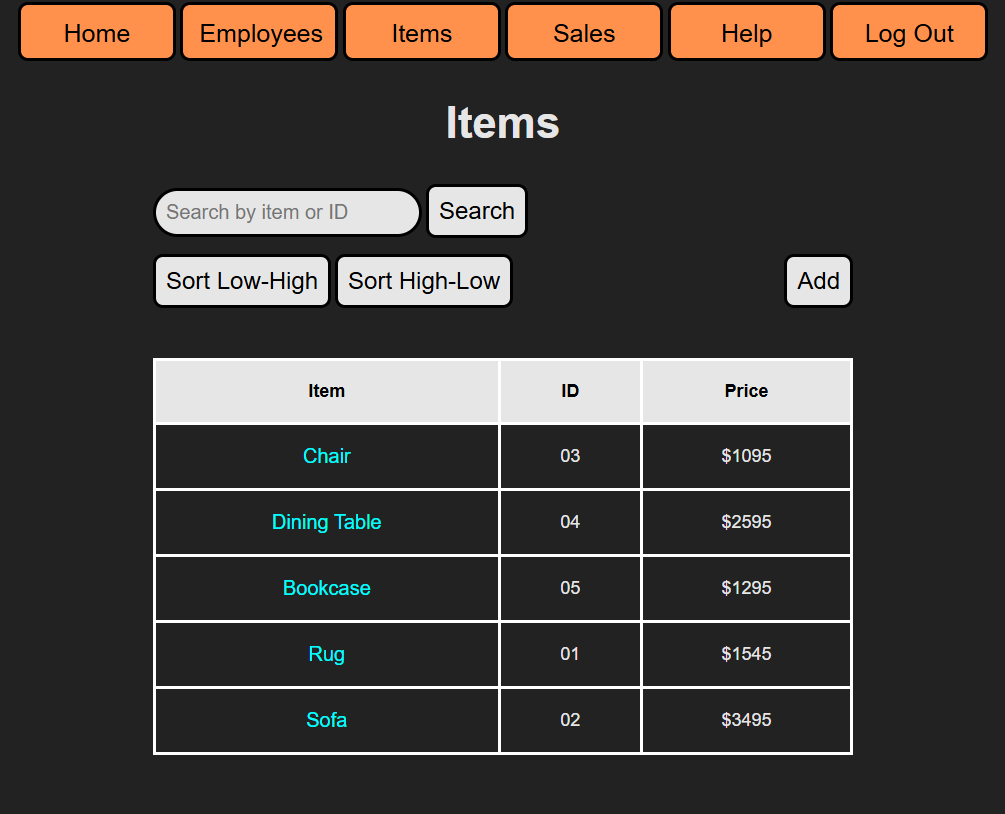 Home Employees Items Sales Help Log Out
Items
Search by item or ID Search
Sort Low-High Sort High-Low Add
Item ID Price
Chair 03 $1095
Dining Table 04 $2595
Bookcase 05 $1295
Rug 01 $1545
Sofa 02 $3495